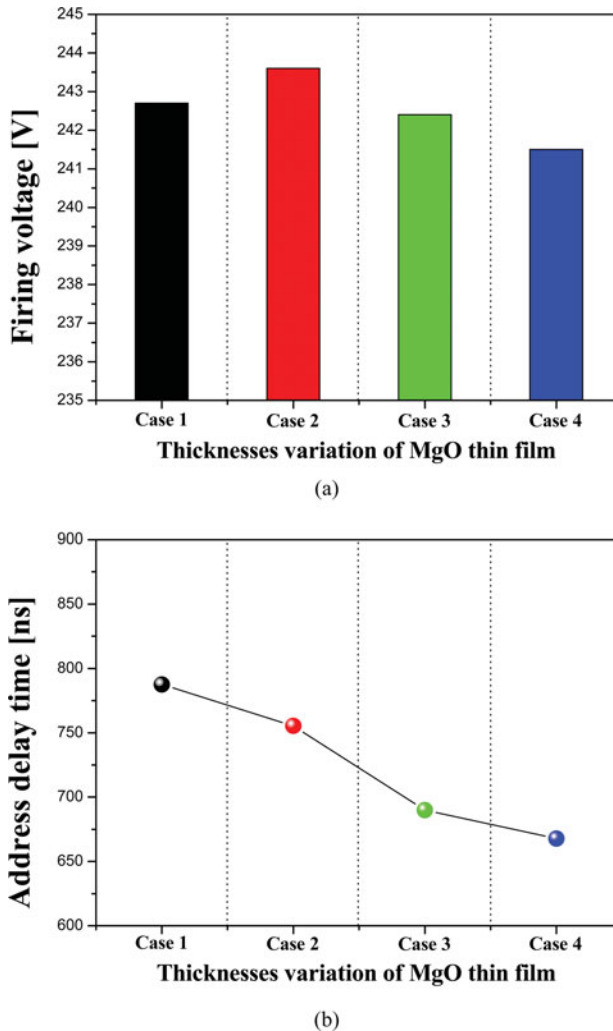 Firing voltage [V]
245
244
243
242
241
240
239
238
237
236
235
Case 1 Case 2 Case 3 Case 4
Thicknesses variation of MgO thin film
(a)
Address delay time [ns]
900
850
800
750
700
650
600
Case 1 Case 2 Case 3 Case 4
Thicknesses variation of MgO thin film
(b)